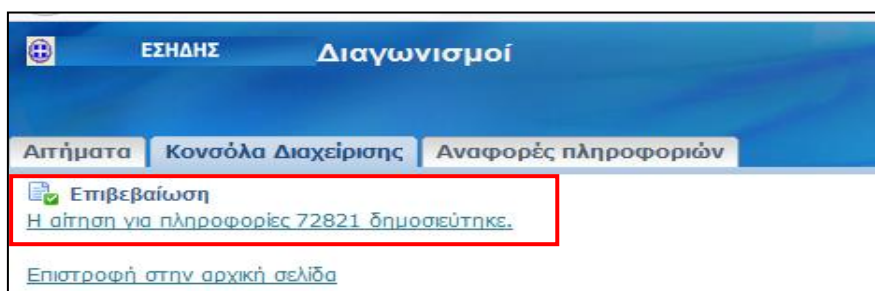 ΕΣΗΔΗΣ Διαγωνισμοί
Αιτήματα Κονσόλα Διαχείρισης Αναφορές πληροφοριών
Επιβεβαίωση
Η αίτηση για πληροφορίες 72821 δημοσιεύτηκε.
Επιστροφή στην αρχική σελίδα